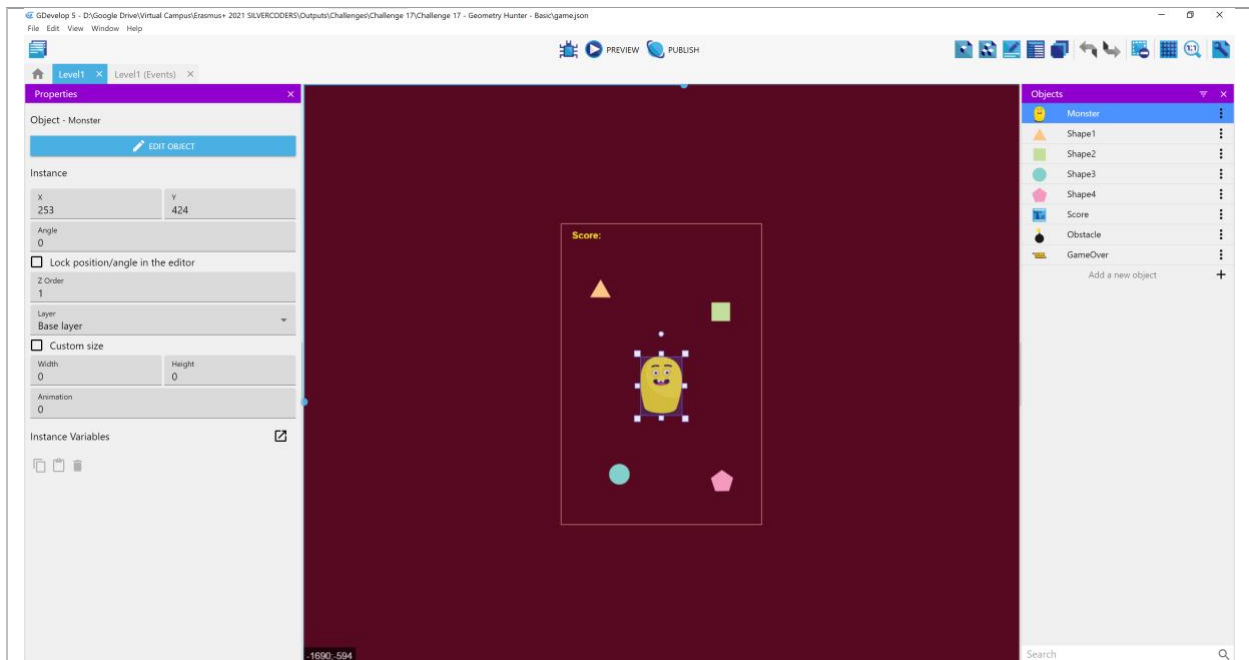 GDevelop 5 - D:\Google Drive\Virtual Campus\Erasmus+ 2021 SILVERCODERS\Outputs\Challenges\Challenge 17\Challenge 17 - Geometry Hunter - Basic\game.json
File Edit View Window Help
PREVIEW PUBLISH
1:1
Level1 Level1 (Events)
Properties
Object - Monster
EDIT OBJECT
Instance
X Y
253 424
Angle
0
Lock position/angle in the editor
Z Order
1
Layer
Base layer
Custom size
Width Height
0 0
Animation
0
Instance Variables
Score:
-1690;-594
Objects
Monster
Shape1
Shape2
Shape3
Shape4
Score
Obstacle
GameOver
Add a new object
Search